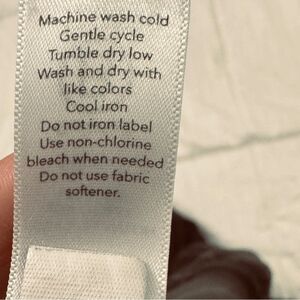 Machine wash cold
Gentle cycle
Tumble dry low
Wash and dry with
like colors
Cool iron
Do not iron label
Use non-chlorine
bleach when needed
Do not use fabric
softener.